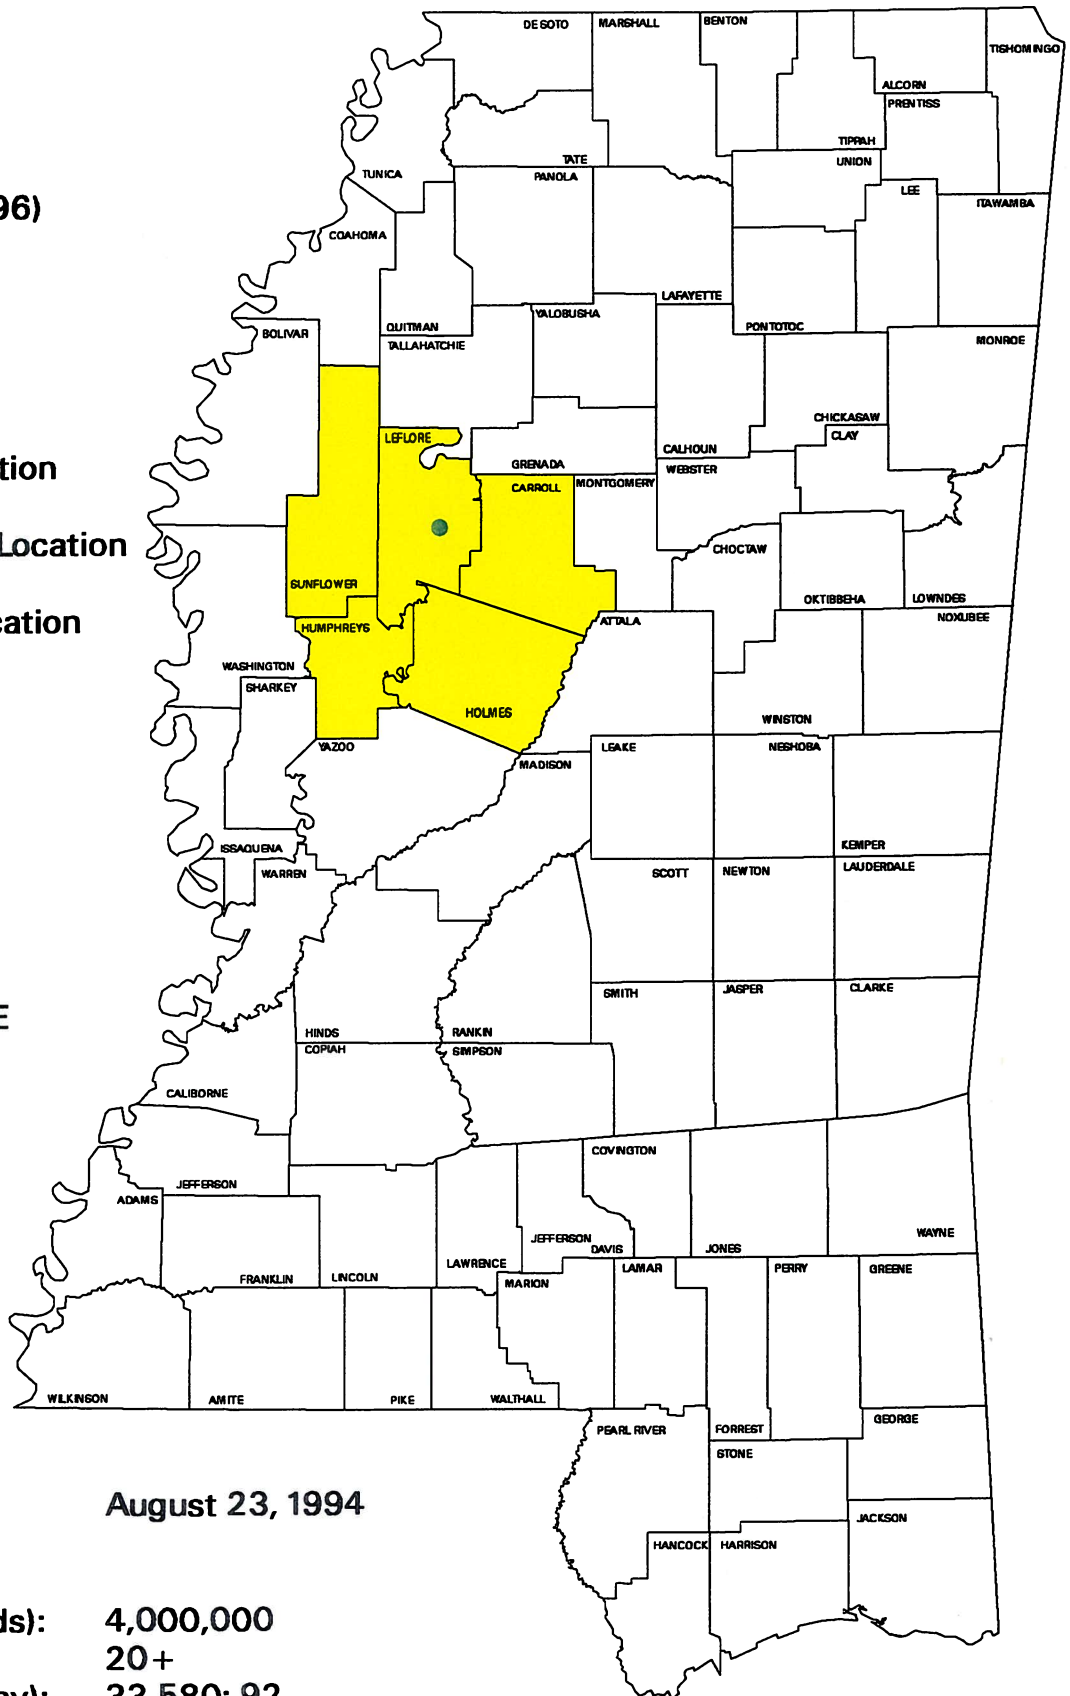 DE SOTO
MARSHALL
BENTON
TISHOMINGO
ALCORN
PRENTISS
TIPPAH
TATE
UNION
TUNICA
PANOLA
LEE
96)
ITAWAMBA
COAHOMA
LAFAYETTE
YALOBUSHA
QUITMAN
PONTOTOC
BOLIVAR
TALLAHATCHIE
MONROE
CHICKASAW
LEFLORE
CLAY
CALHOUN
GRENADA
tion
WEBSTER
MONTGOMERY
CARROLL
Location
CHOCTAW
SUNFLOWER
OKTIBBEHA
LOWNDES
cation
HUMPHREYS
ATTALA
NOXUBEE
WASHINGTON
SHARKEY
HOLMES
WINSTON
YAZOO
LEAKE
NESHOBA
MADISON
ISSAQUENA
KEMPER
WARREN
SCOTT
NEWTON
LAUDERDALE
SMITH
JASPER
CLARKE
E
HINDS
RANKIN
COPIAH
SIMPSON
CALIBORNE
COVINGTON
JEFFERSON
ADAMS
WAYNE
JEFFERSON
DAVIS
JONES
LAWRENCE
LAMAR
PERRY
GREENE
FRANKLIN
LINCOLN
MARION
WILKINSON
AMITE
PIKE
WALTHALL
GEORGE
PEARL RIVER
FORREST
STONE
August 23, 1994
JACKSON
HANCOCK
HARRISON
ds): 4,000,000
20+
ay): 33,580; 92